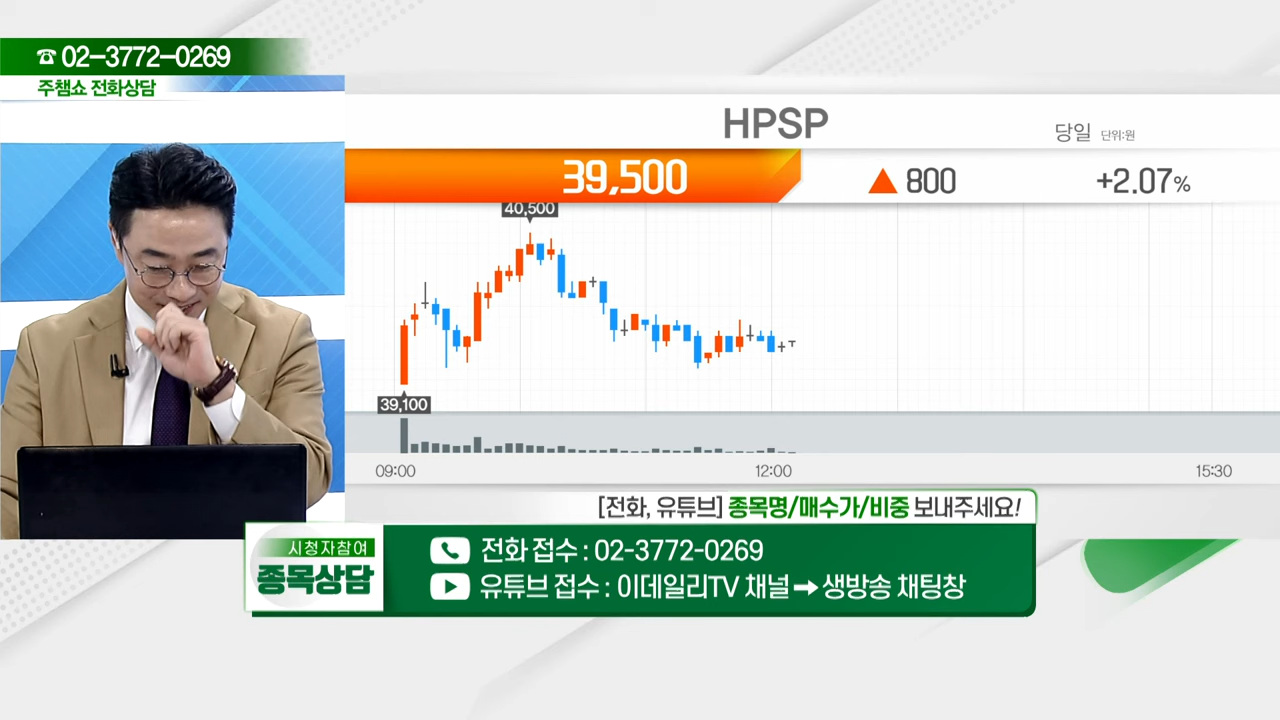 ☎ 02-3772-0269
주챔쇼 전화상담
HPSP
당일 단위:원
39,500 ▲ 800 +2.07%
40,500
39,100
09:00 12:00 15:30
[전화, 유튜브] 종목명/매수가/비중 보내주세요!
시청자참여
종목상담
전화 접수 : 02-3772-0269
유튜브 접수 : 이데일리TV 채널 ➡ 생방송 채팅창